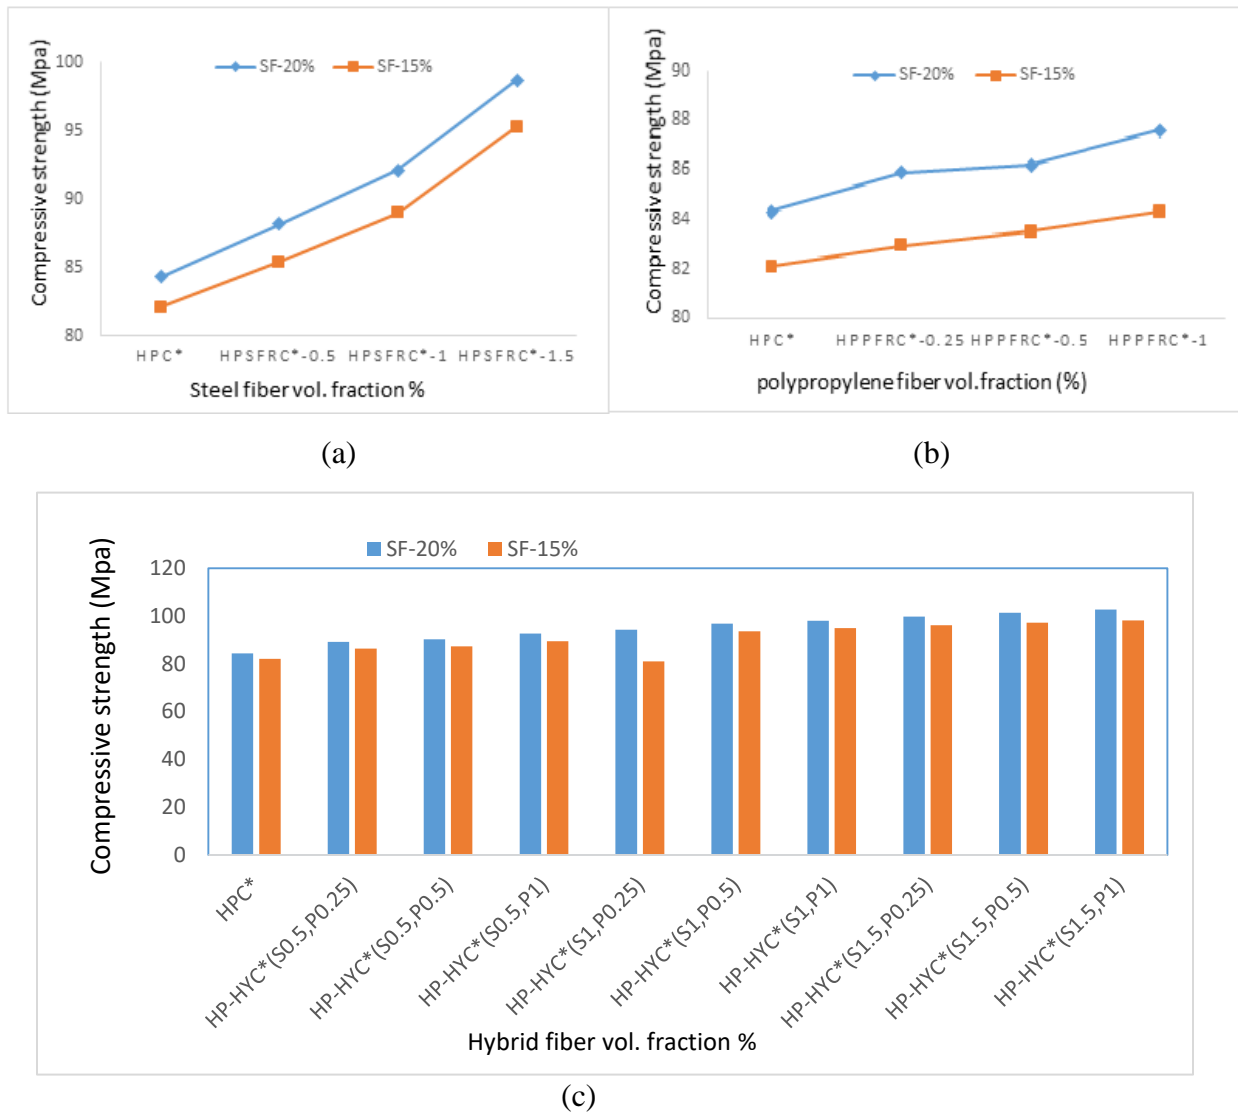 Compressive strength (Mpa)
SF-20%
SF-15%
100
95
90
85
80
HPC*
HPSFRC*-0.5
HPSFRC*-1
HPSFRC*-1.5
Steel fiber vol. fraction %
(a)
Compressive strength (Mpa)
SF-20%
SF-15%
90
88
86
84
82
80
HPC*
HPPFRC*-0.25
HPPFRC*-0.5
HPPFRC*-1
polypropylene fiber vol.fraction (%)
(b)
Compressive strength (Mpa)
SF-20%
SF-15%
120
100
80
60
40
20
0
HPC*
HP-HYC*(S0.5,P0.25)
HP-HYC*(S0.5,P0.5)
HP-HYC*(S0.5,P1)
HP-HYC*(S1,P0.25)
HP-HYC*(S1,P0.5)
HP-HYC*(S1,P1)
HP-HYC*(S1.5,P0.25)
HP-HYC*(S1.5,P0.5)
HP-HYC*(S1.5,P1)
Hybrid fiber vol. fraction %
(c)